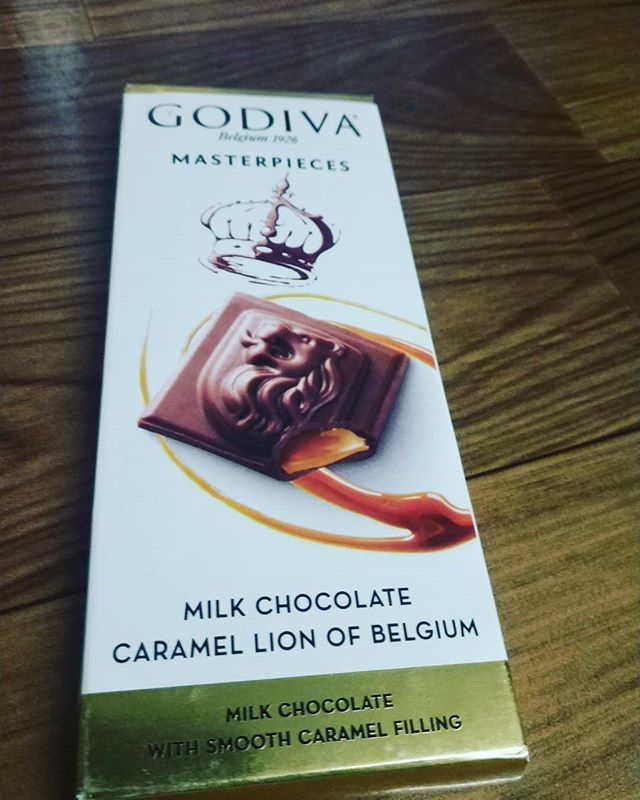 GODIVA
Belgium 1926
MASTERPIECES
MILK CHOCOLATE
CARAMEL LION OF BELGIUM
MILK CHOCOLATE
WITH SMOOTH CARAMEL FILLING